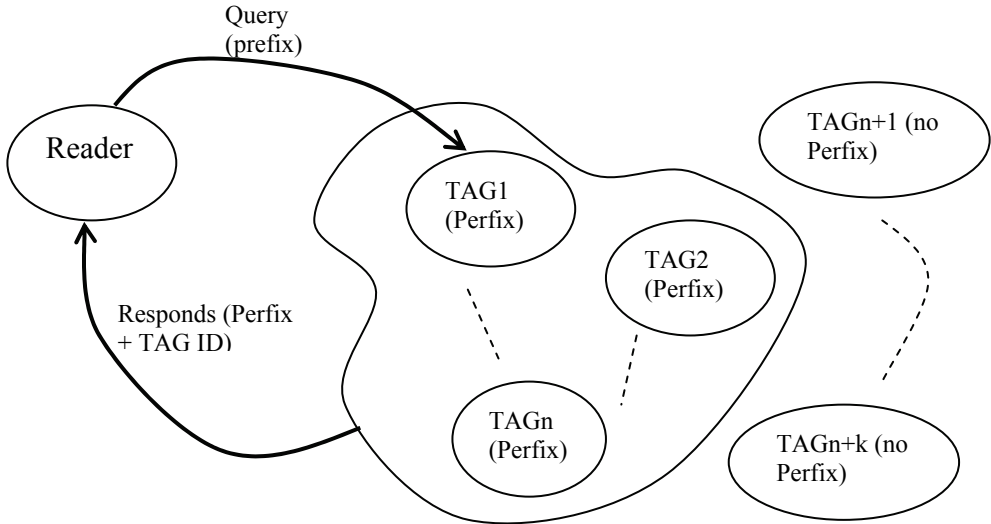 Query
(prefix)
Reader
TAG1
(Perfix)
TAG2
(Perfix)
TAGn
(Perfix)
TAGn+1 (no
Perfix)
TAGn+k (no
Perfix)
Responds (Perfix
+ TAG ID)